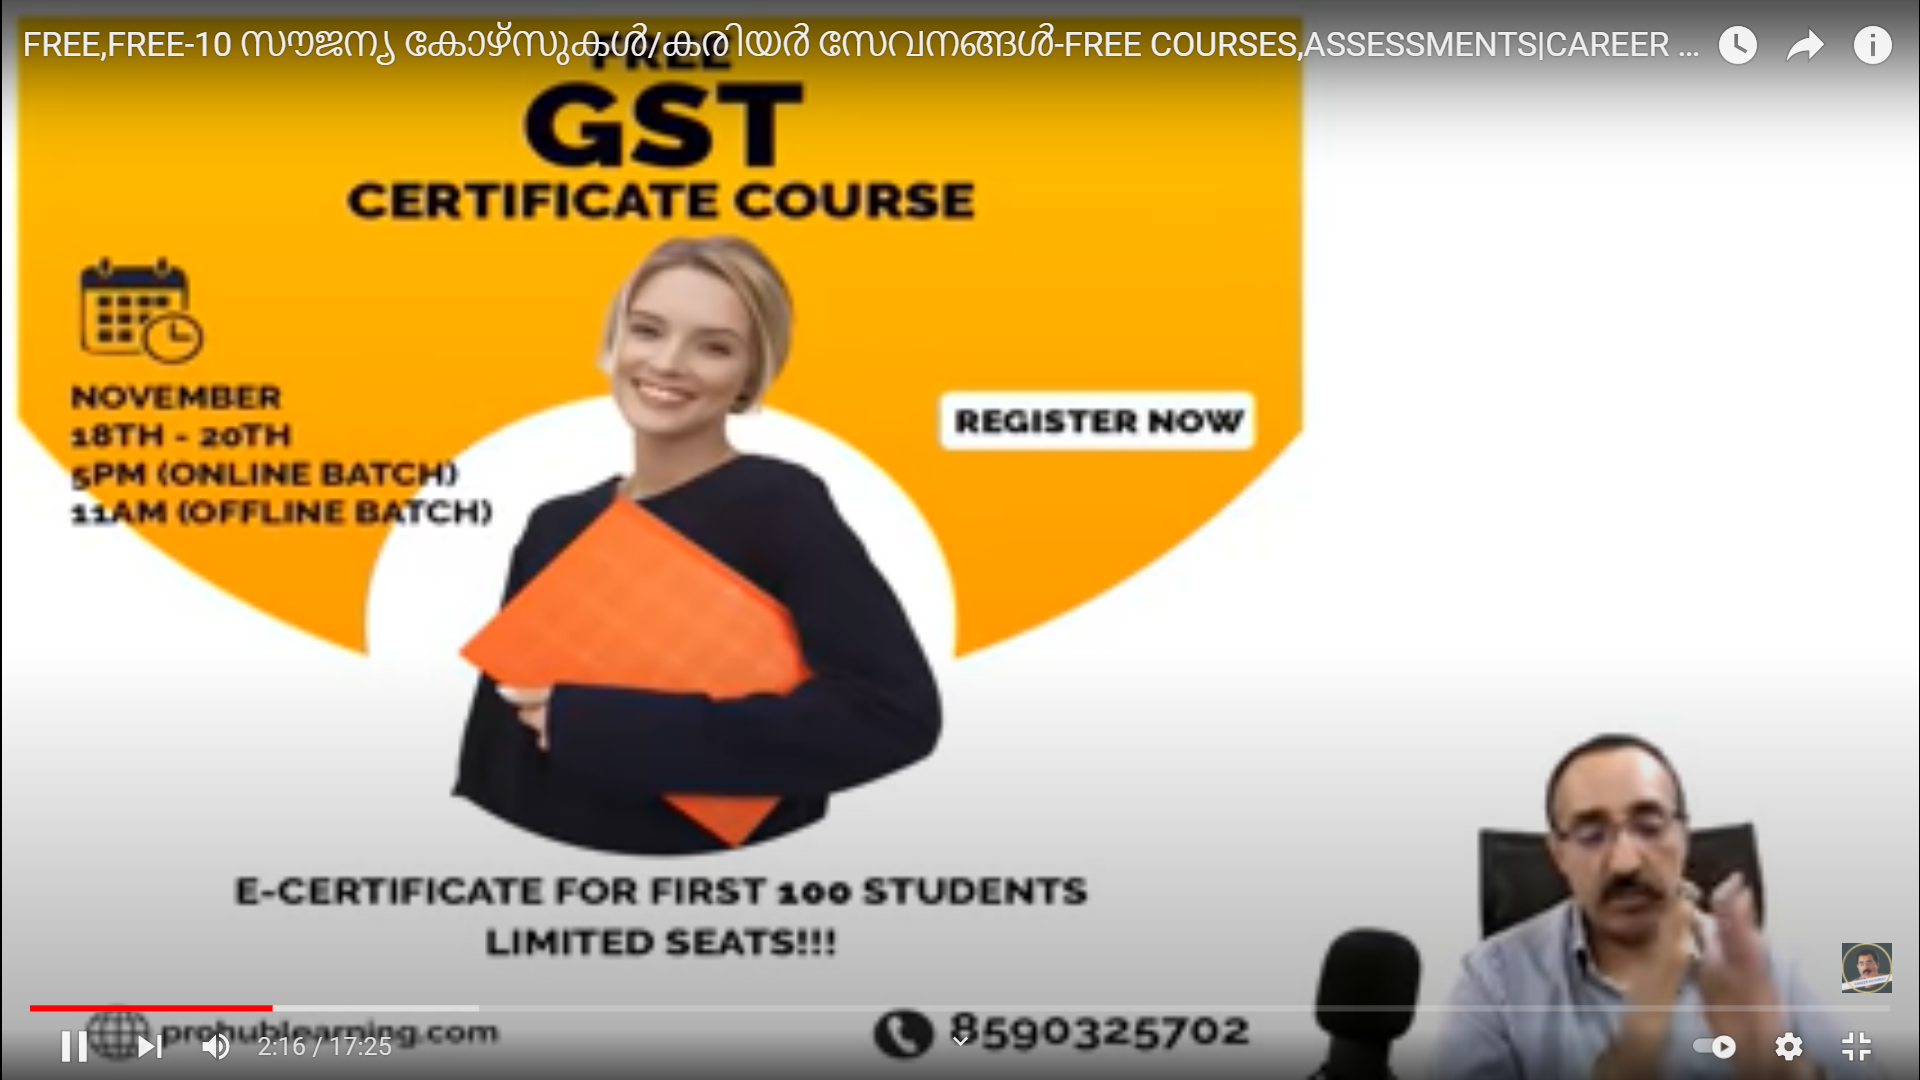 FREE,FREE-10 സൗജന്യ കോഴ്സുകൾ/കരിയർ സേവനങ്ങൾ-FREE COURSES,ASSESSMENTS|CAREER ...
FREE
GST
CERTIFICATE COURSE
NOVEMBER
18TH - 20TH
5PM (ONLINE BATCH)
11AM (OFFLINE BATCH)
REGISTER NOW
E-CERTIFICATE FOR FIRST 100 STUDENTS
LIMITED SEATS!!!
prohublearning.com
8590325702
2:16 / 17:25